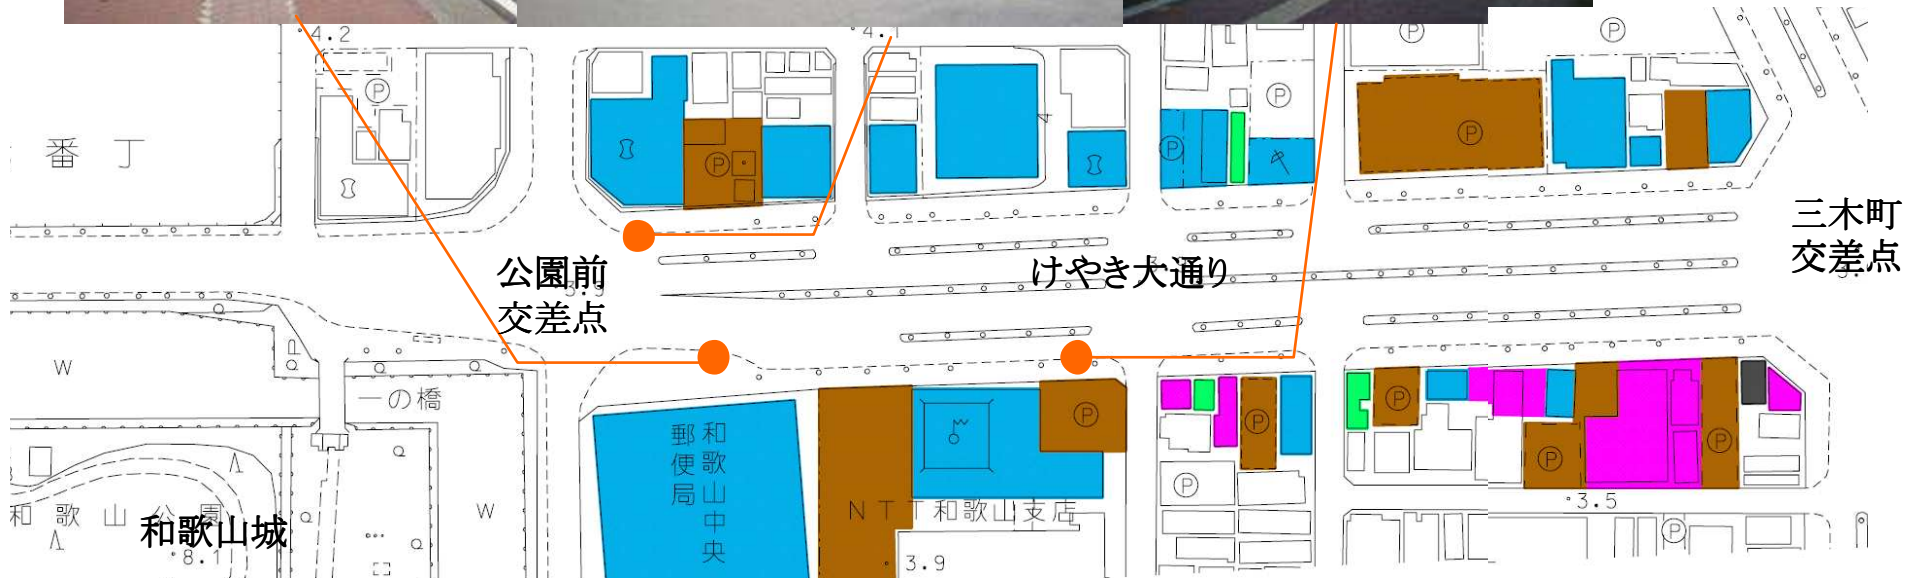 4.2
4.1
P
P
P
P
番丁
P
4
P
P
三木町
交差点
公園前
交差点
3.9
けやき大通り
W
一の橋
P
P
P
和歌山中央
郵便局
P
P
P
W
NTT和歌山支店
3.5
和歌山公園
和歌山城
8.1
3.9
P